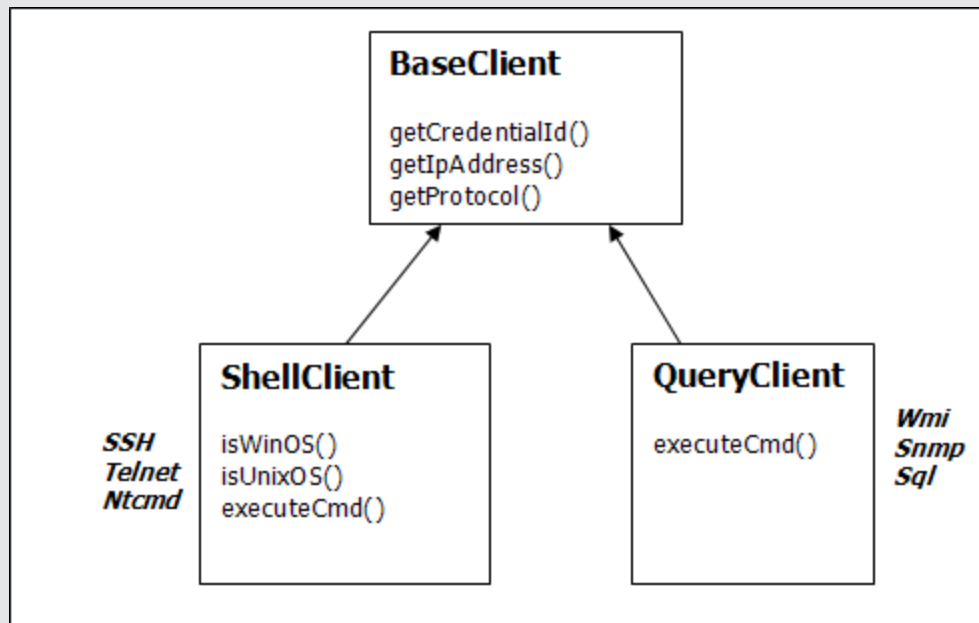 BaseClient
getCredentialId()
getIpAddress()
getProtocol()
ShellClient
isWinOS()
isUnixOS()
executeCmd()
SSH
Telnet
Ntcmd
QueryClient
executeCmd()
Wmi
Snmp
Sql